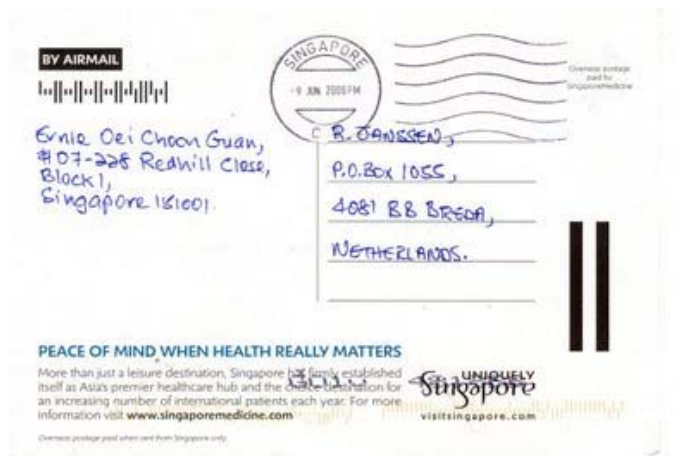 BY AIRMAIL
SINGAPORE
-9 JUN 2008 PM
C
Overseas postage
paid by
Singaporemedicine
Ernie Oei Choon Guan,
#07-228 Redhill Close,
Block 1,
Singapore 151001.
B. JANSSEN,
P.O.Box 1055,
4081 BB BREDA,
NETHERLANDS.
PEACE OF MIND WHEN HEALTH REALLY MATTERS
More than just a leisure destination, Singapore has firmly established
itself as Asia's premier healthcare hub and the choice destination for
an increasing number of international patients each year. For more
information visit www.singaporemedicine.com
UNIQUELY
Singapore
visitsingapore.com
Overseas postage paid when sent from Singapore only.